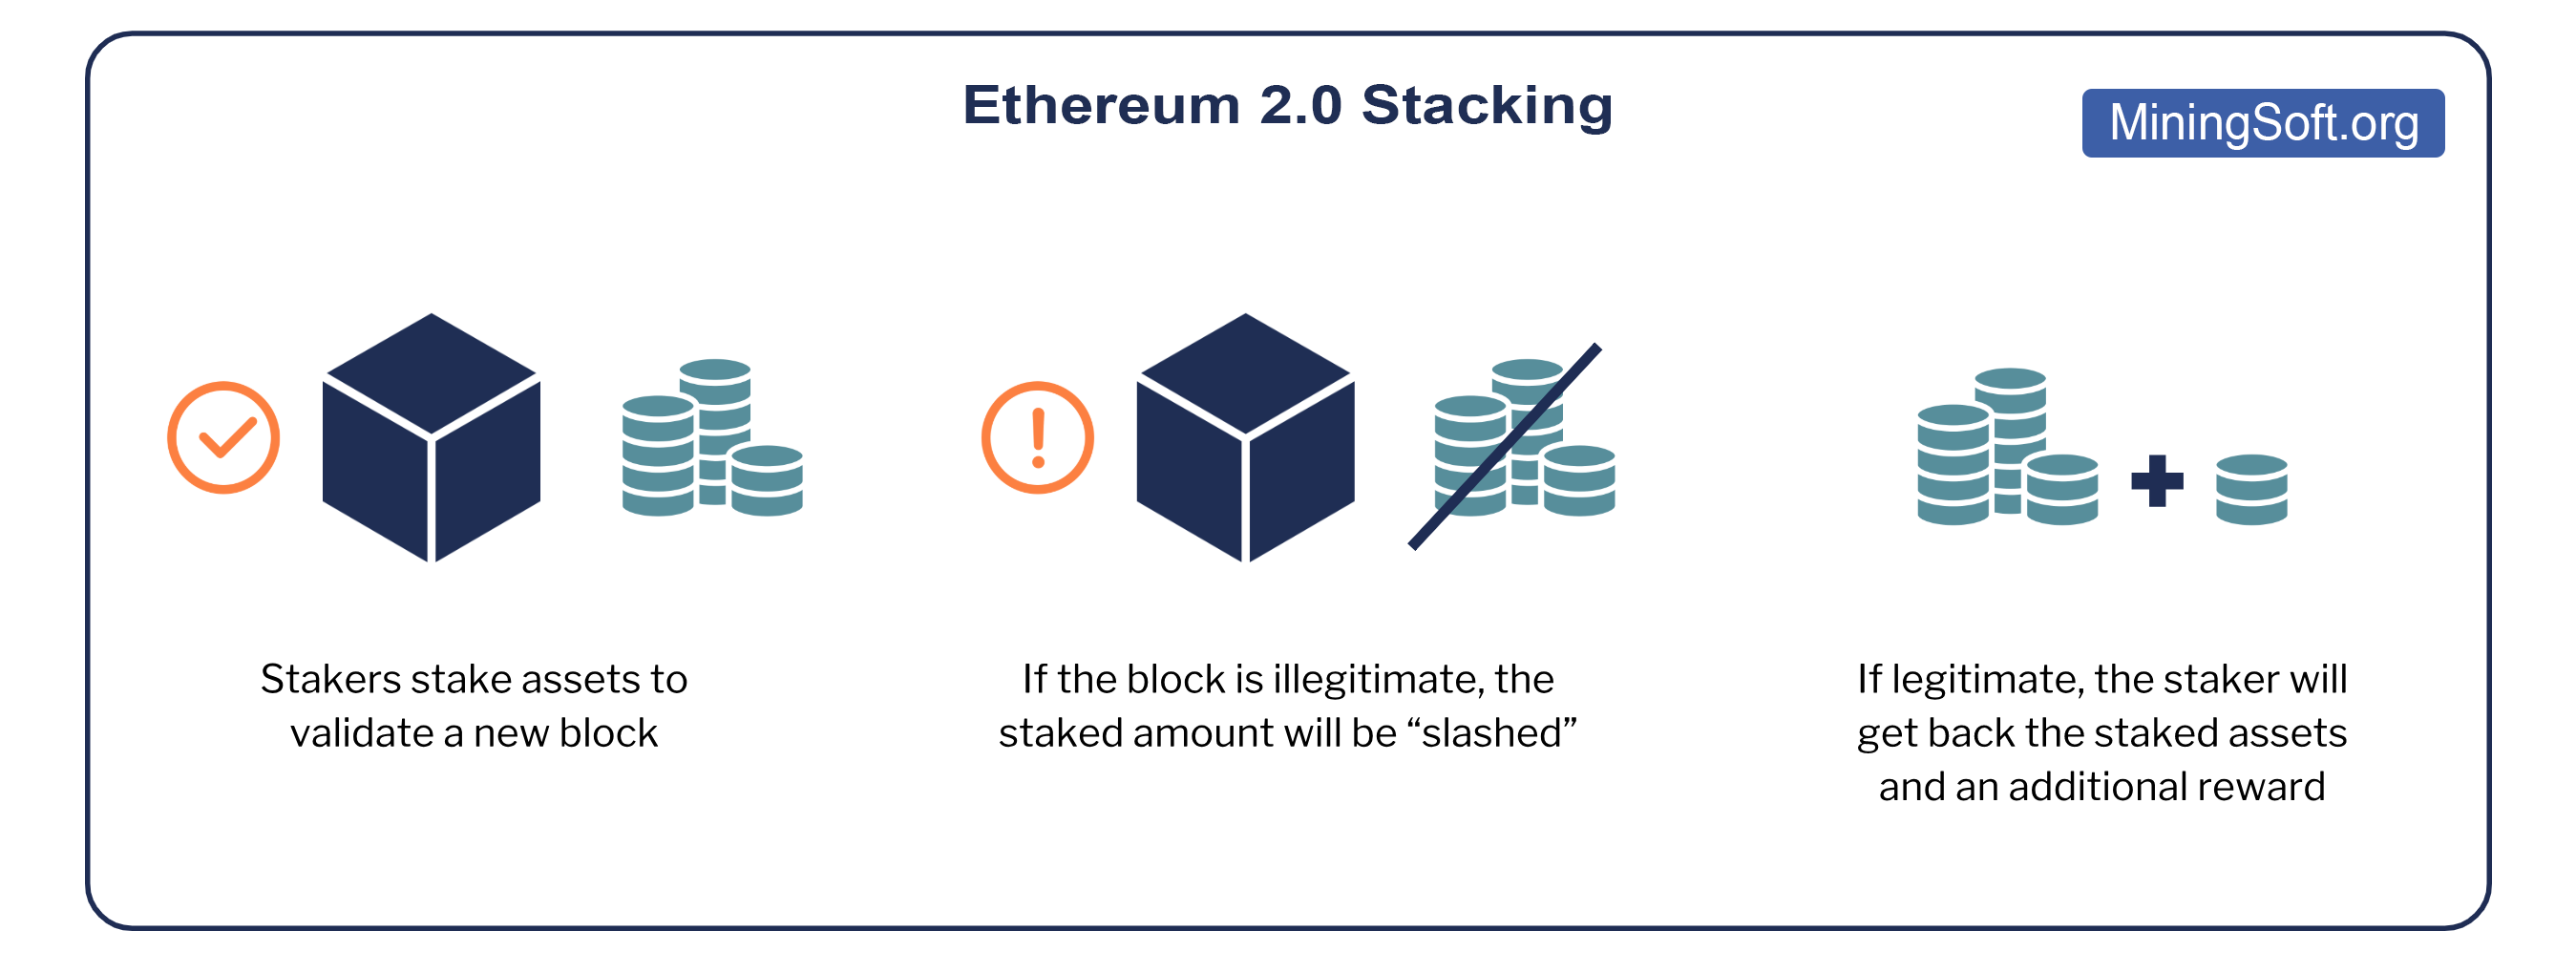 Ethereum 2.0 Stacking
MiningSoft.org
Stakers stake assets to
validate a new block
If the block is illegitimate, the
staked amount will be “slashed”
If legitimate, the staker will
get back the staked assets
and an additional reward